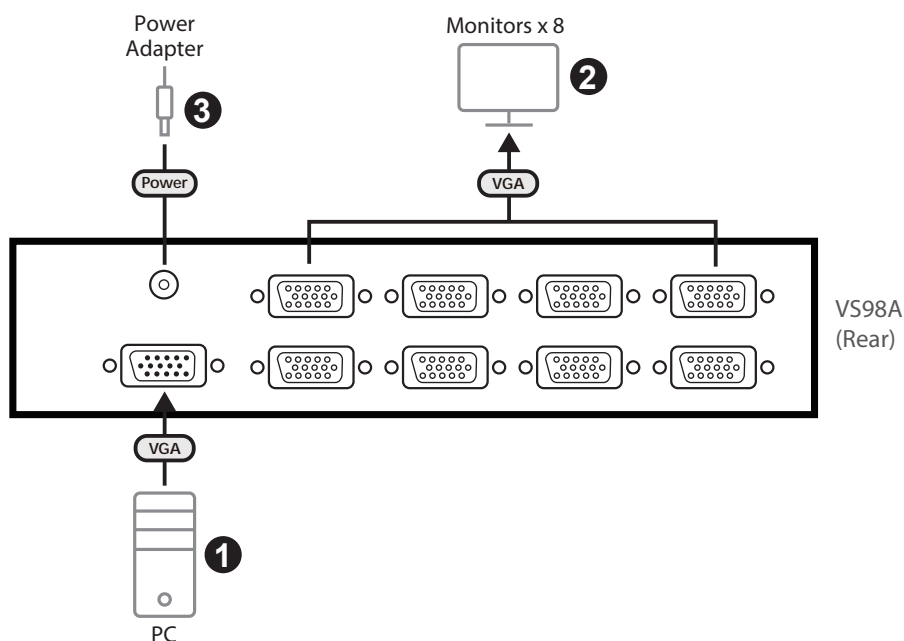 Power
Adapter
3
Power
Monitors x 8
2
VGA
VS98A
(Rear)
VGA
1
PC